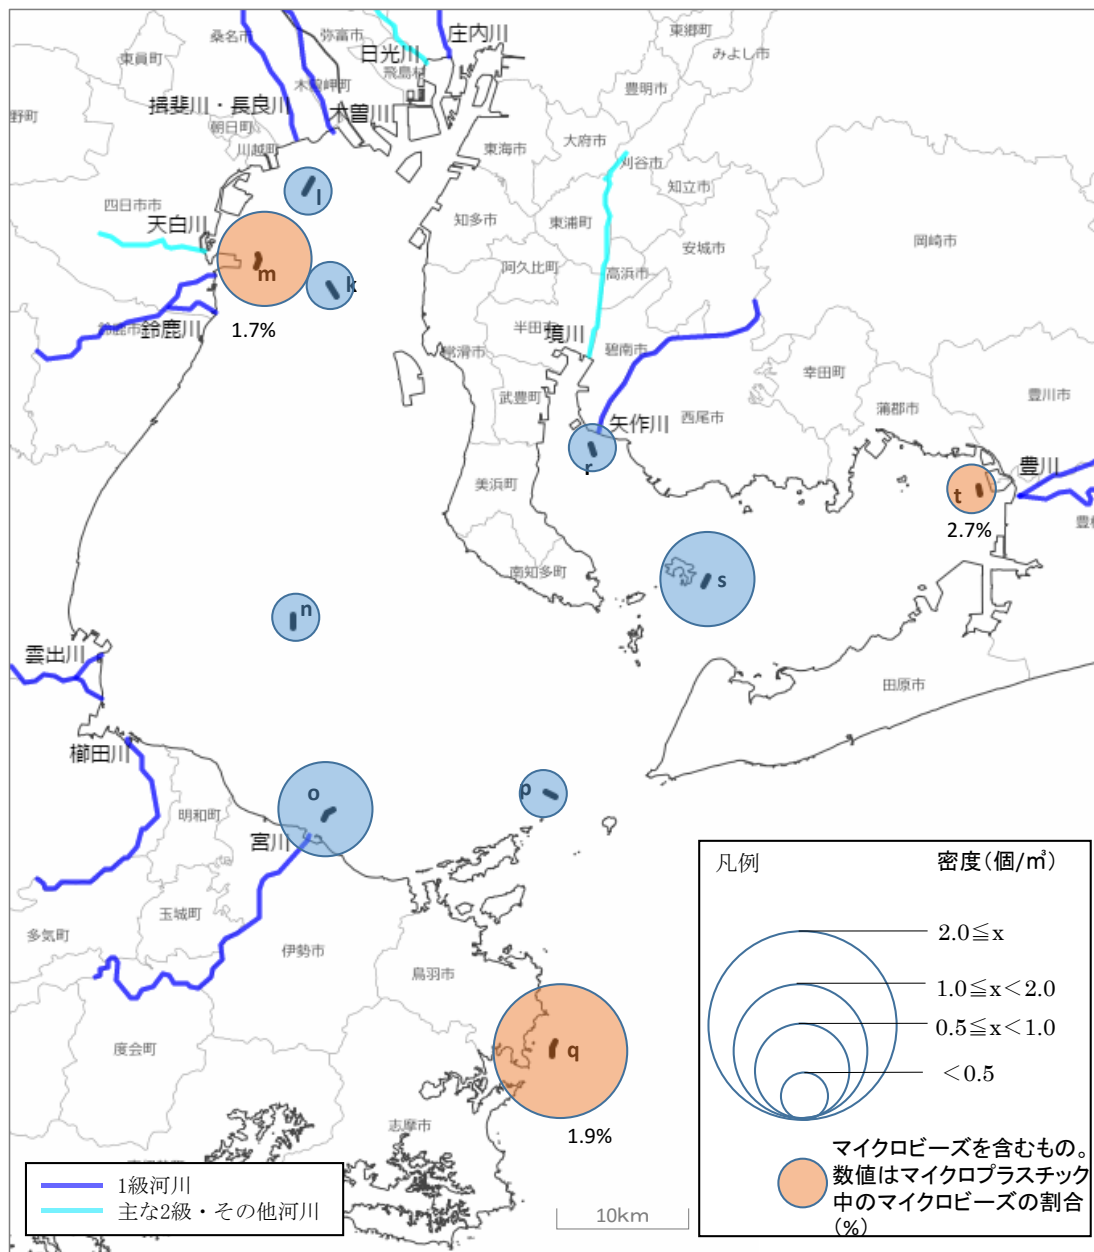 桑名市
弥富市
庄内川
東郷町
東員町
日光川
みよし市
飛島村
木曽岬町
豊明市
揖斐川・長良川
木曽川
野町
朝日町
大府市
川越町
東海市
刈谷市
l
知立市
四日市市
知多市
東浦町
天白川
安城市
岡崎市
m
k
阿久比町
高浜市
1.7%
鈴鹿市
鈴鹿川
半田市
境川
常滑市
碧南市
幸田町
武豊町
豊川市
蒲郡市
矢作川
西尾市
r
豊川
美浜町
t
2.7%
南知多町
s
n
雲出川
田原市
櫛田川
p
o
明和町
宮川
玉城町
多気町
伊勢市
鳥羽市
度会町
q
志摩市
1.9%
凡例
密度(個/㎥)
2.0≦x
1.0≦x<2.0
0.5≦x<1.0
<0.5
マイクロビーズを含むもの。
数値はマイクロプラスチック
中のマイクロビーズの割合
(%)
1級河川
主な2級・その他河川
10km